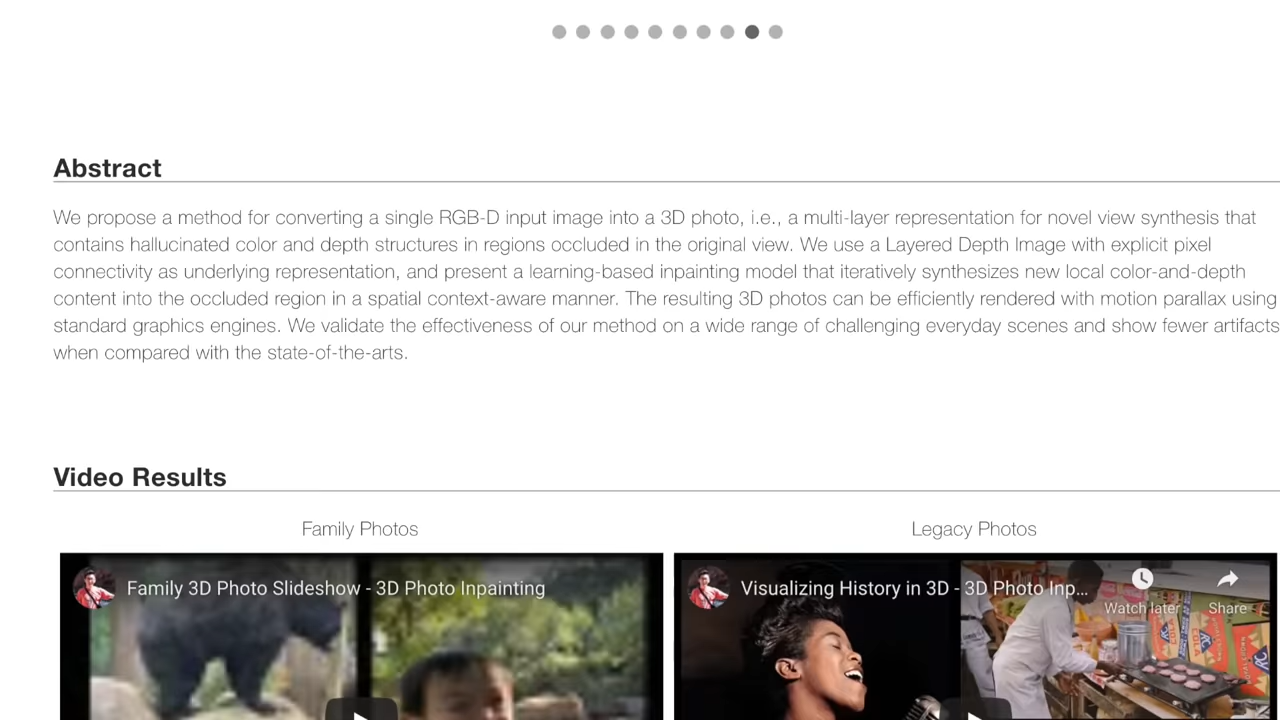 Abstract
We propose a method for converting a single RGB-D input image into a 3D photo, i.e., a multi-layer representation for novel view synthesis that
contains hallucinated color and depth structures in regions occluded in the original view. We use a Layered Depth Image with explicit pixel
connectivity as underlying representation, and present a learning-based inpainting model that iteratively synthesizes new local color-and-depth
content into the occluded region in a spatial context-aware manner. The resulting 3D photos can be efficiently rendered with motion parallax using
standard graphics engines. We validate the effectiveness of our method on a wide range of challenging everyday scenes and show fewer artifacts
when compared with the state-of-the-arts.
Video Results
Family Photos
Legacy Photos
Family 3D Photo Slideshow - 3D Photo Inpainting
Visualizing History in 3D - 3D Photo Inp...
Watch later
Share